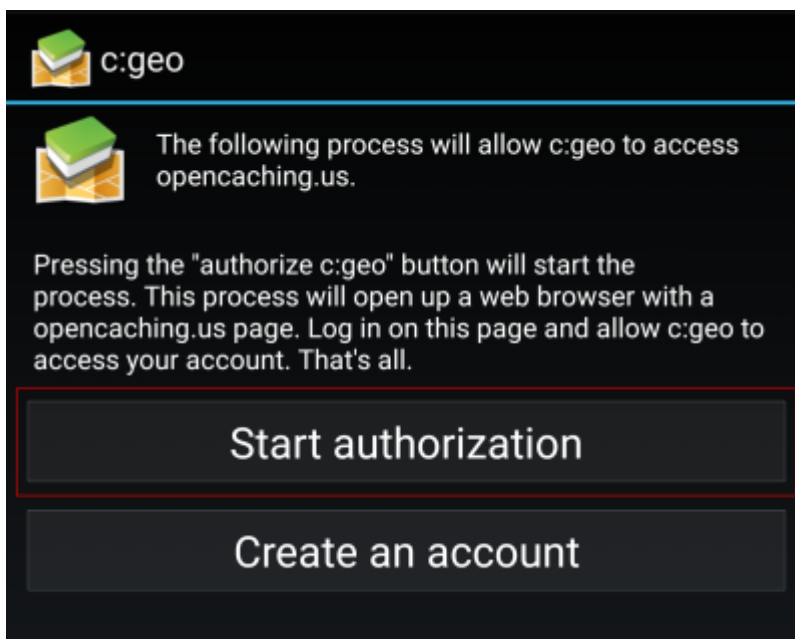 c:geo
The following process will allow c:geo to access
opencaching.us.
Pressing the "authorize c:geo" button will start the
process. This process will open up a web browser with a
opencaching.us page. Log in on this page and allow c:geo to
access your account. That's all.
Start authorization
Create an account